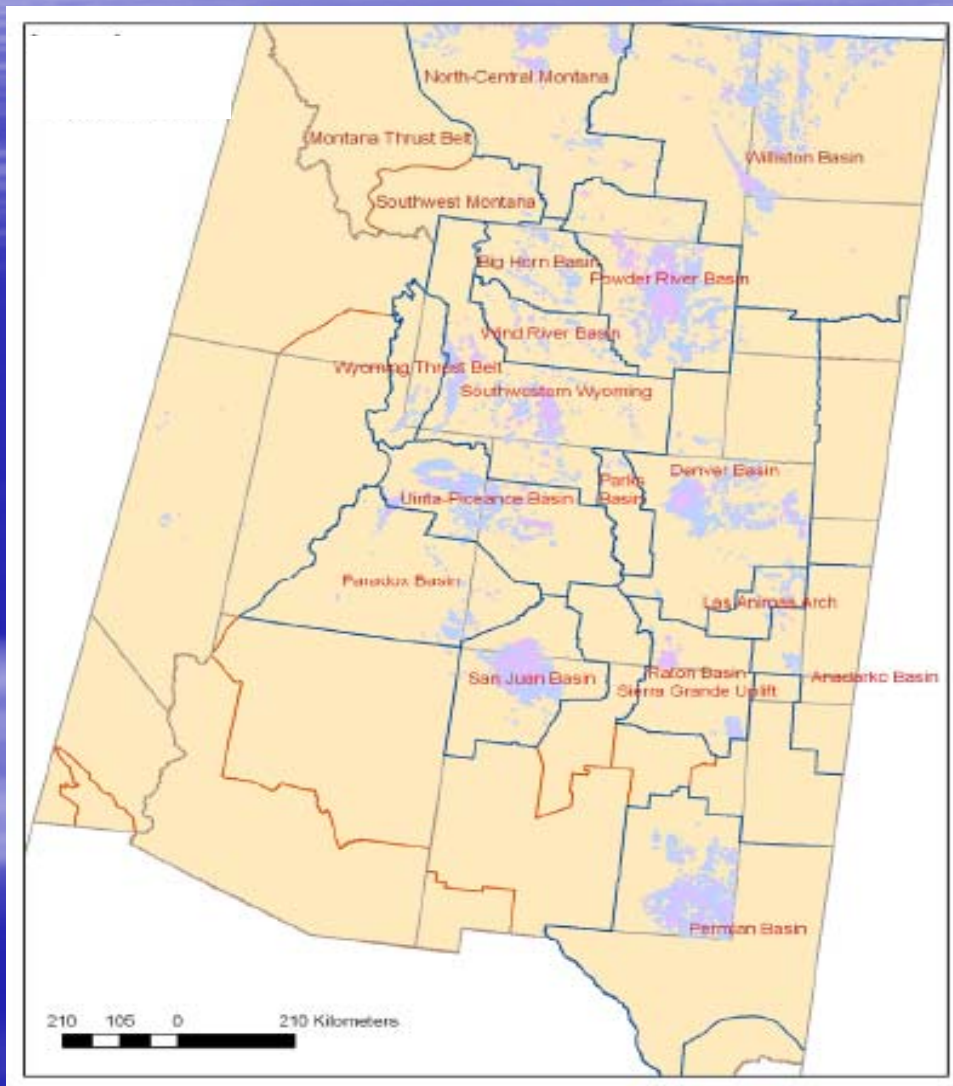 North-Central Montana
Montana Thrust Belt
Williston Basin
Southwest Montana
Big Horn Basin
Powder River Basin
Wind River Basin
Wyoming Thrust Belt
Southwestern Wyoming
Denver Basin
Parks
Basin
Uinta-Piceance Basin
Paradox Basin
Las Animas Arch
San Juan Basin
Raton Basin
Sierra Grande Uplift
Anadarko Basin
Permian Basin
210 105 0 210 Kilometers